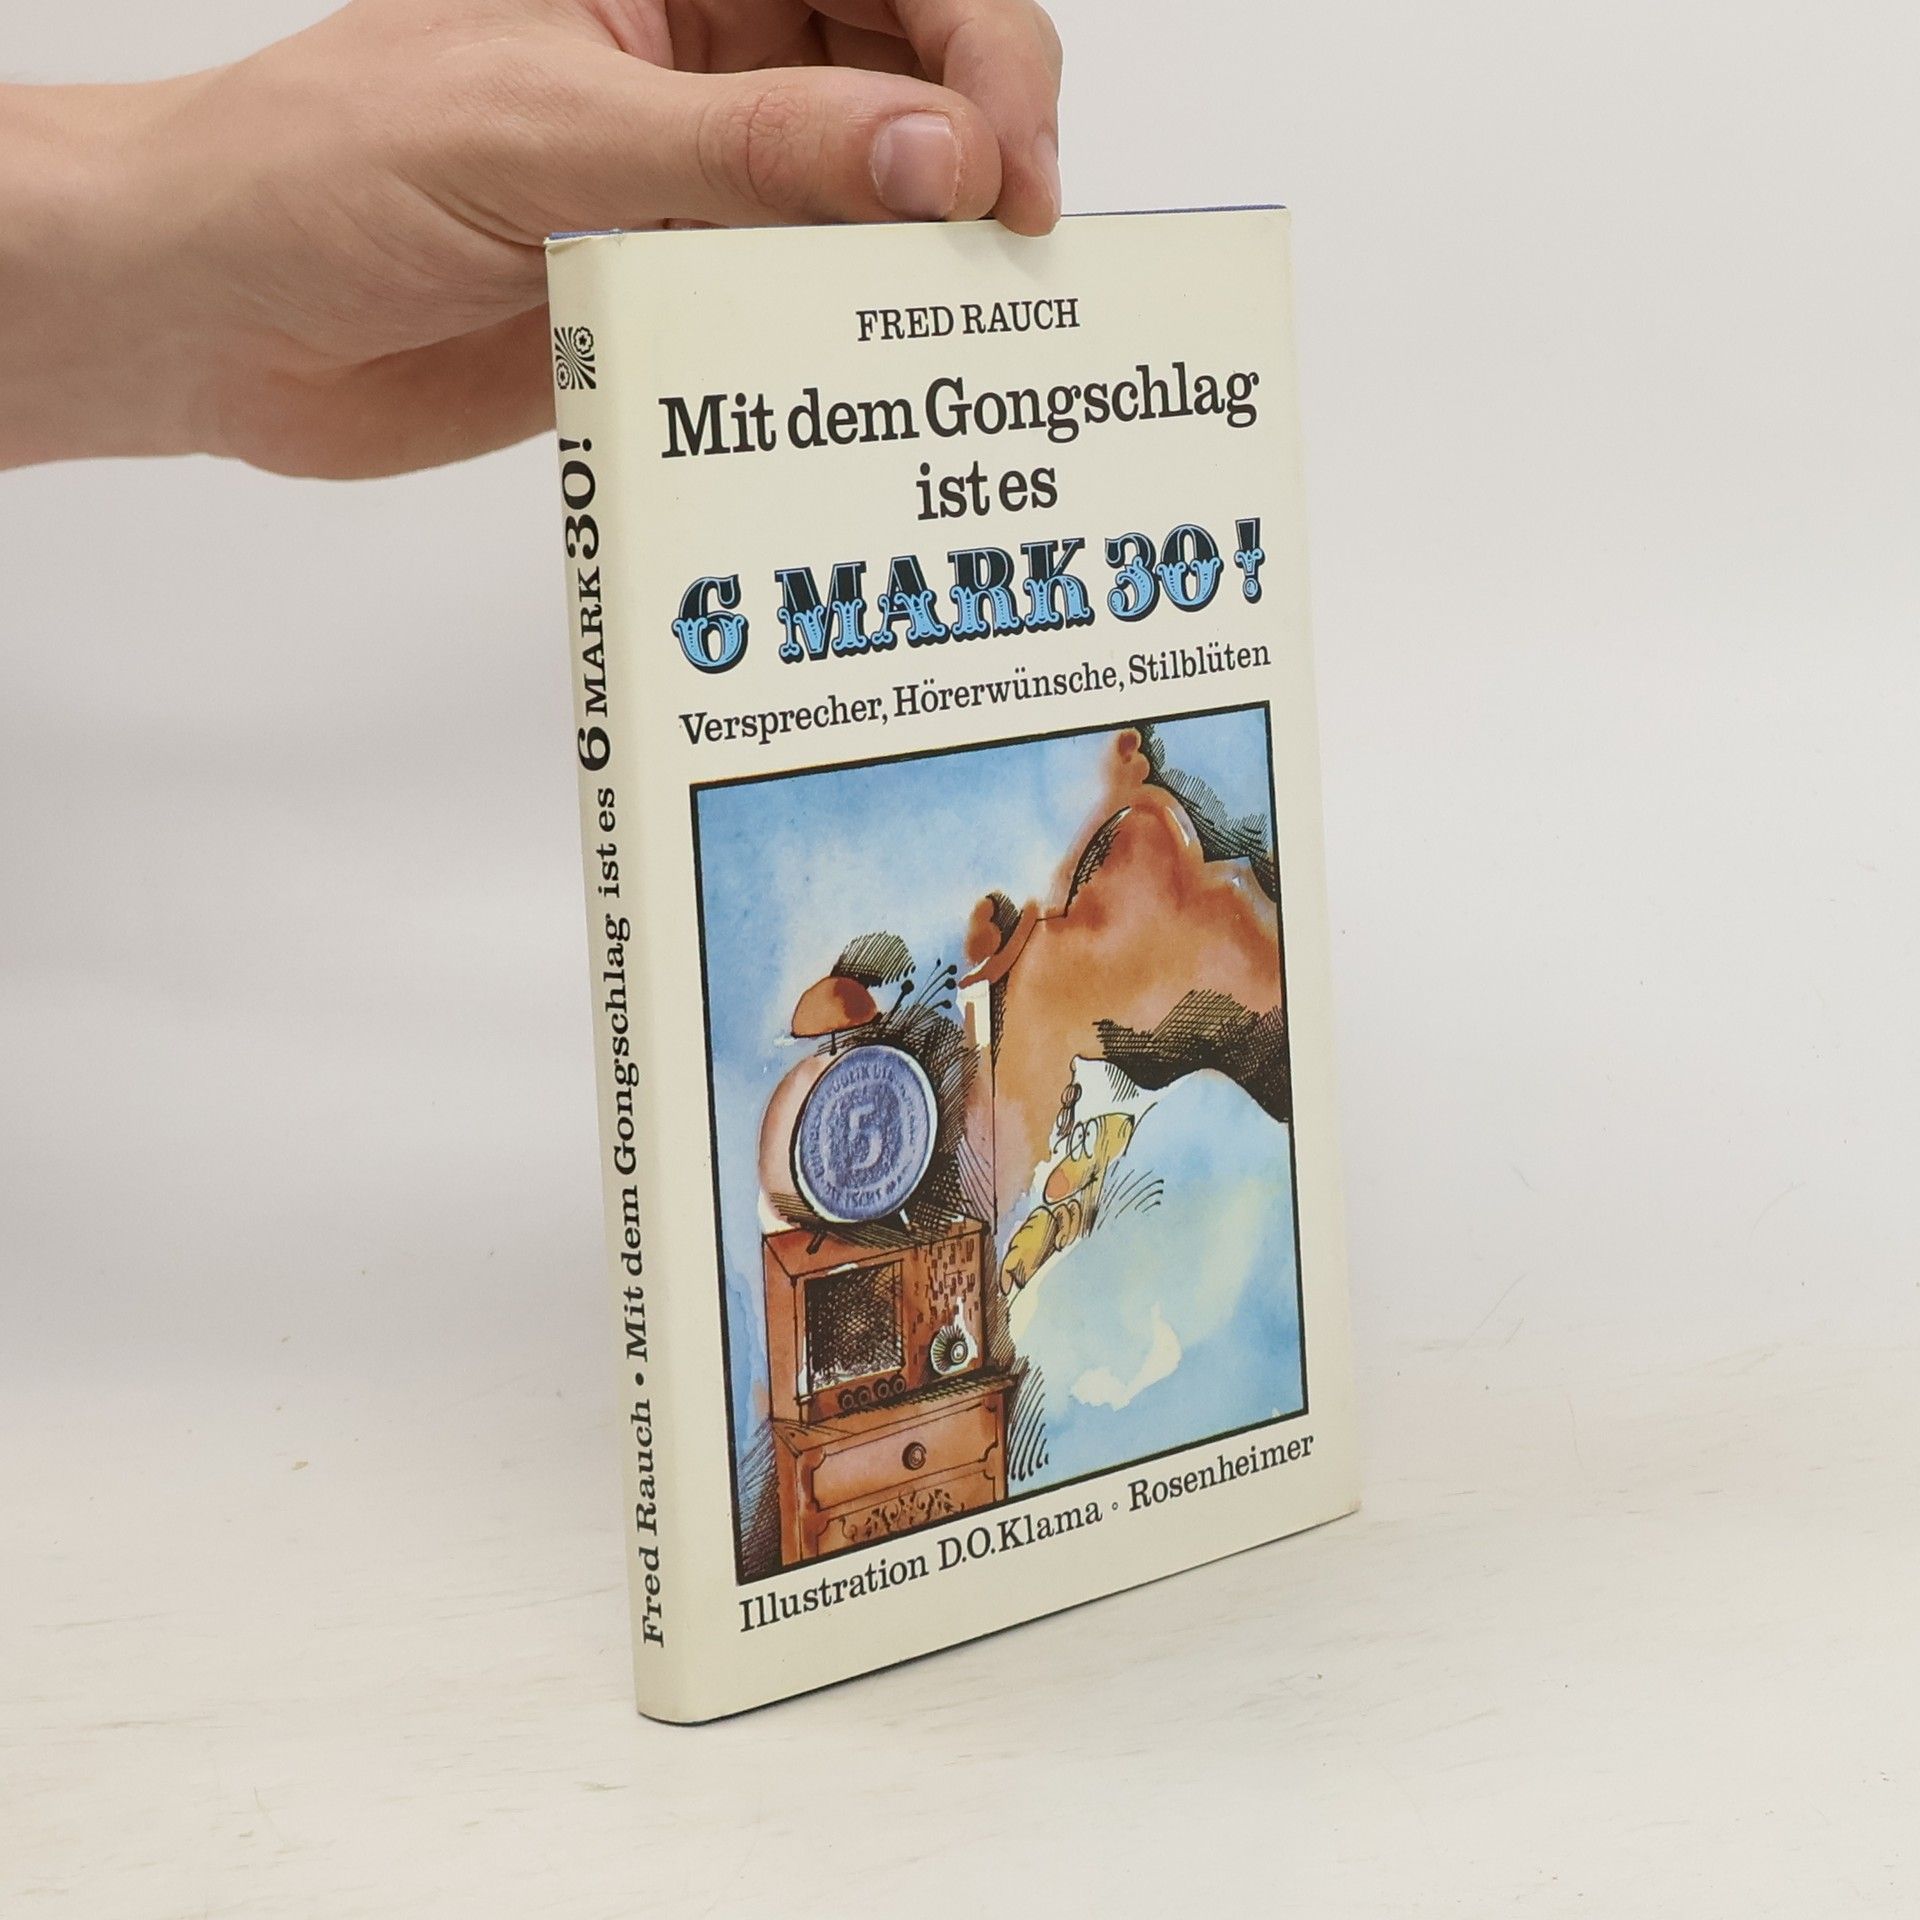 FRED RAUCH
Mit dem Gongschlag
ist es
6 MARK 30!
Versprecher, Hörerwünsche, Stilblüten
5
Illustration D.O.Klama ∘ Rosenheimer
Fred Rauch • Mit dem Gongschlag ist es 6 MARK 30!